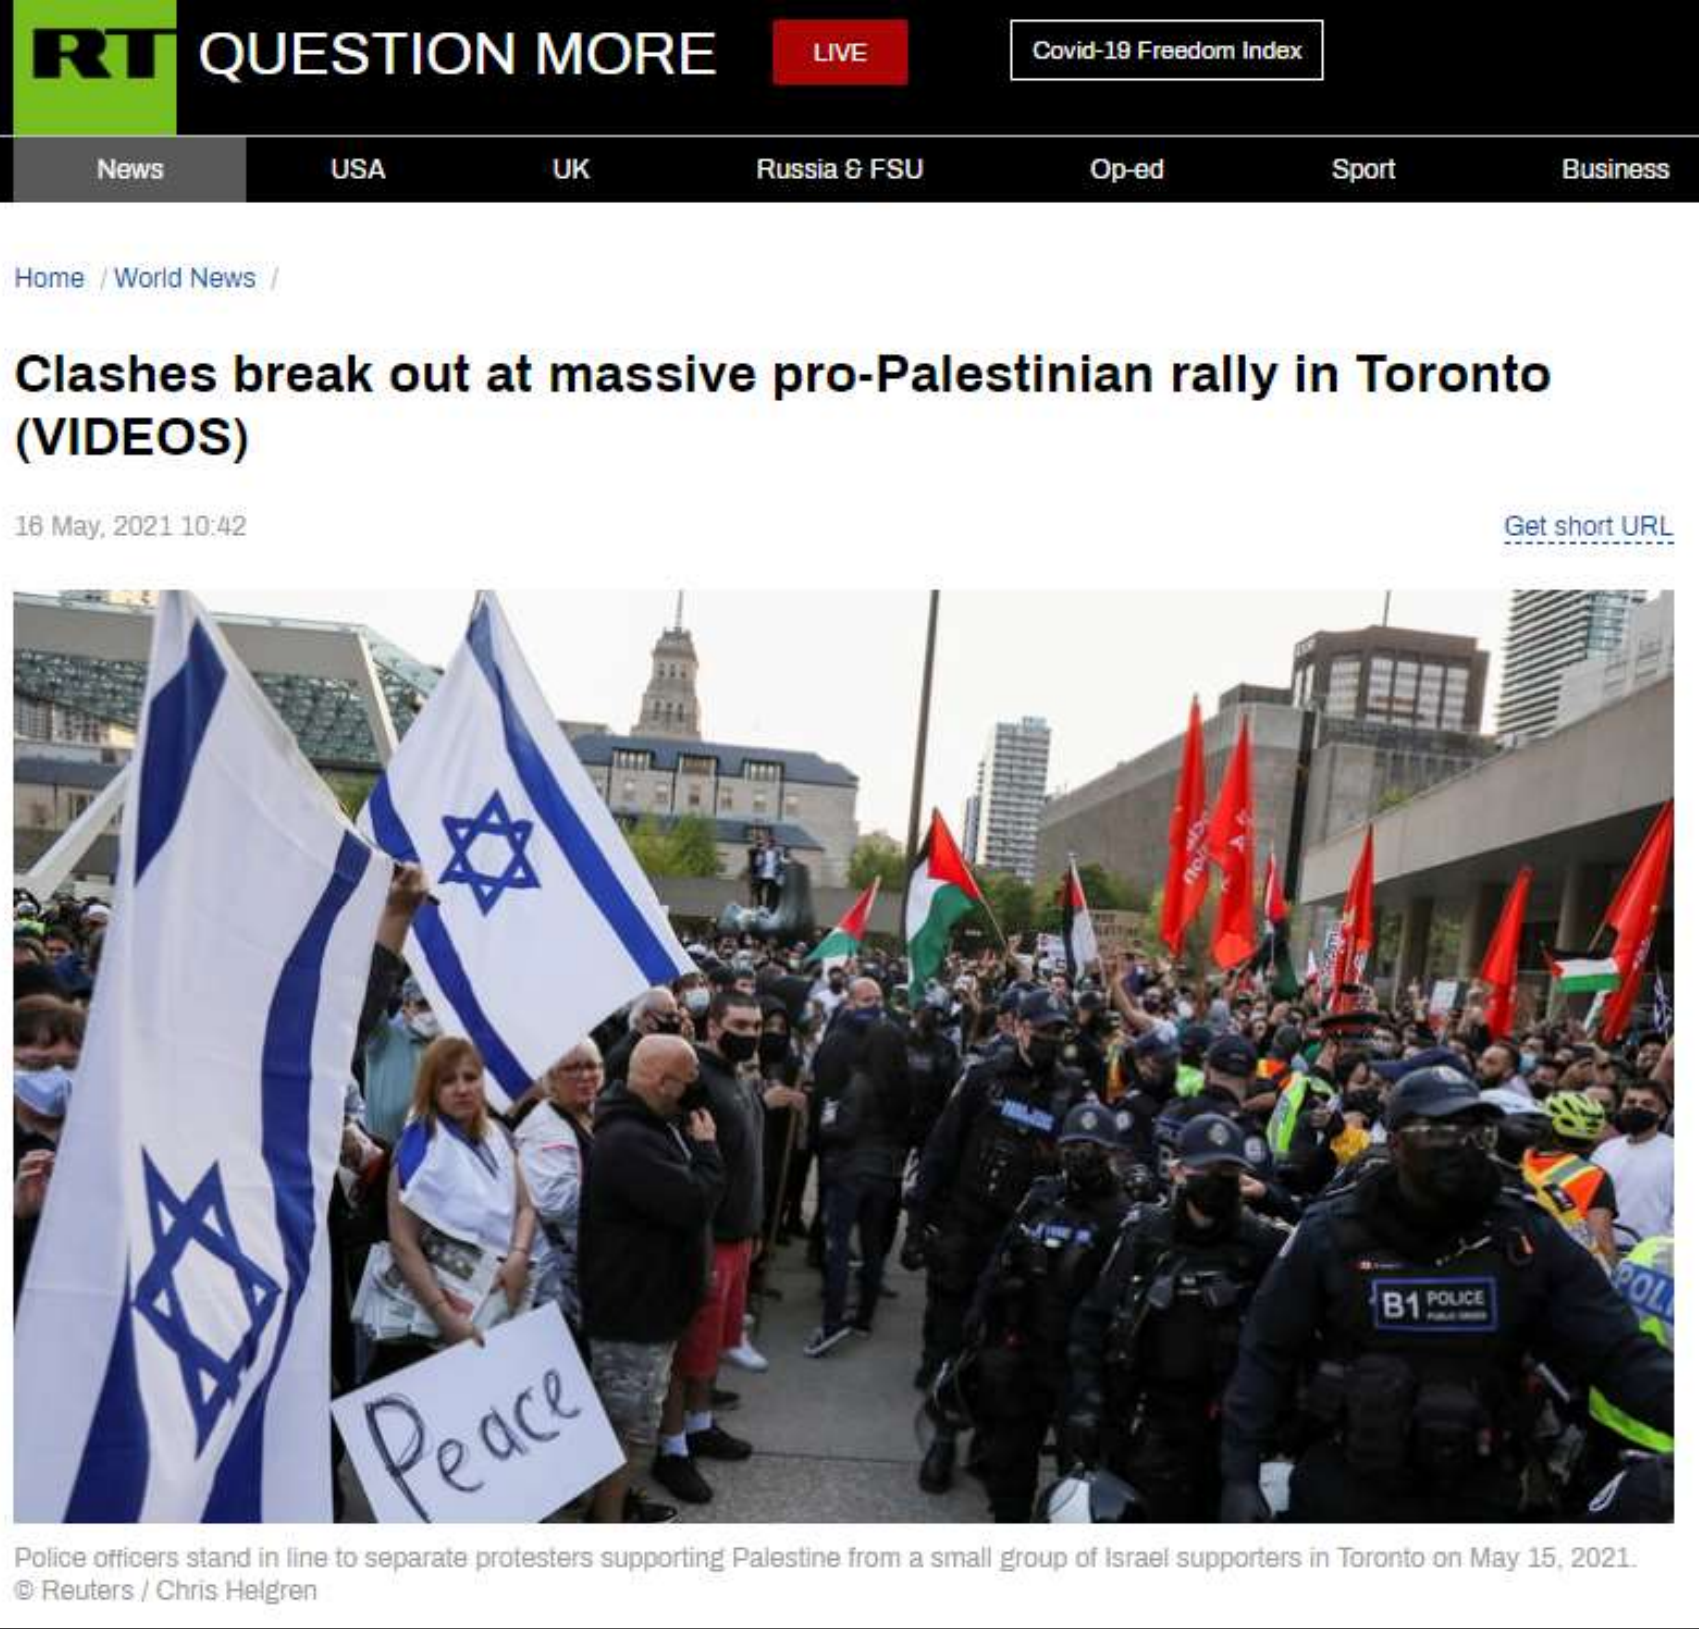 RT QUESTION MORE LIVE Covid-19 Freedom Index
News USA UK Russia & FSU Op-ed Sport Business
Home / World News /
Clashes break out at massive pro-Palestinian rally in Toronto
(VIDEOS)
16 May, 2021 10:42 Get short URL
B1 POLICE
PUBLIC ORDER
POLI
Peace
Police officers stand in line to separate protesters supporting Palestine from a small group of Israel supporters in Toronto on May 15, 2021.
© Reuters / Chris Helgren